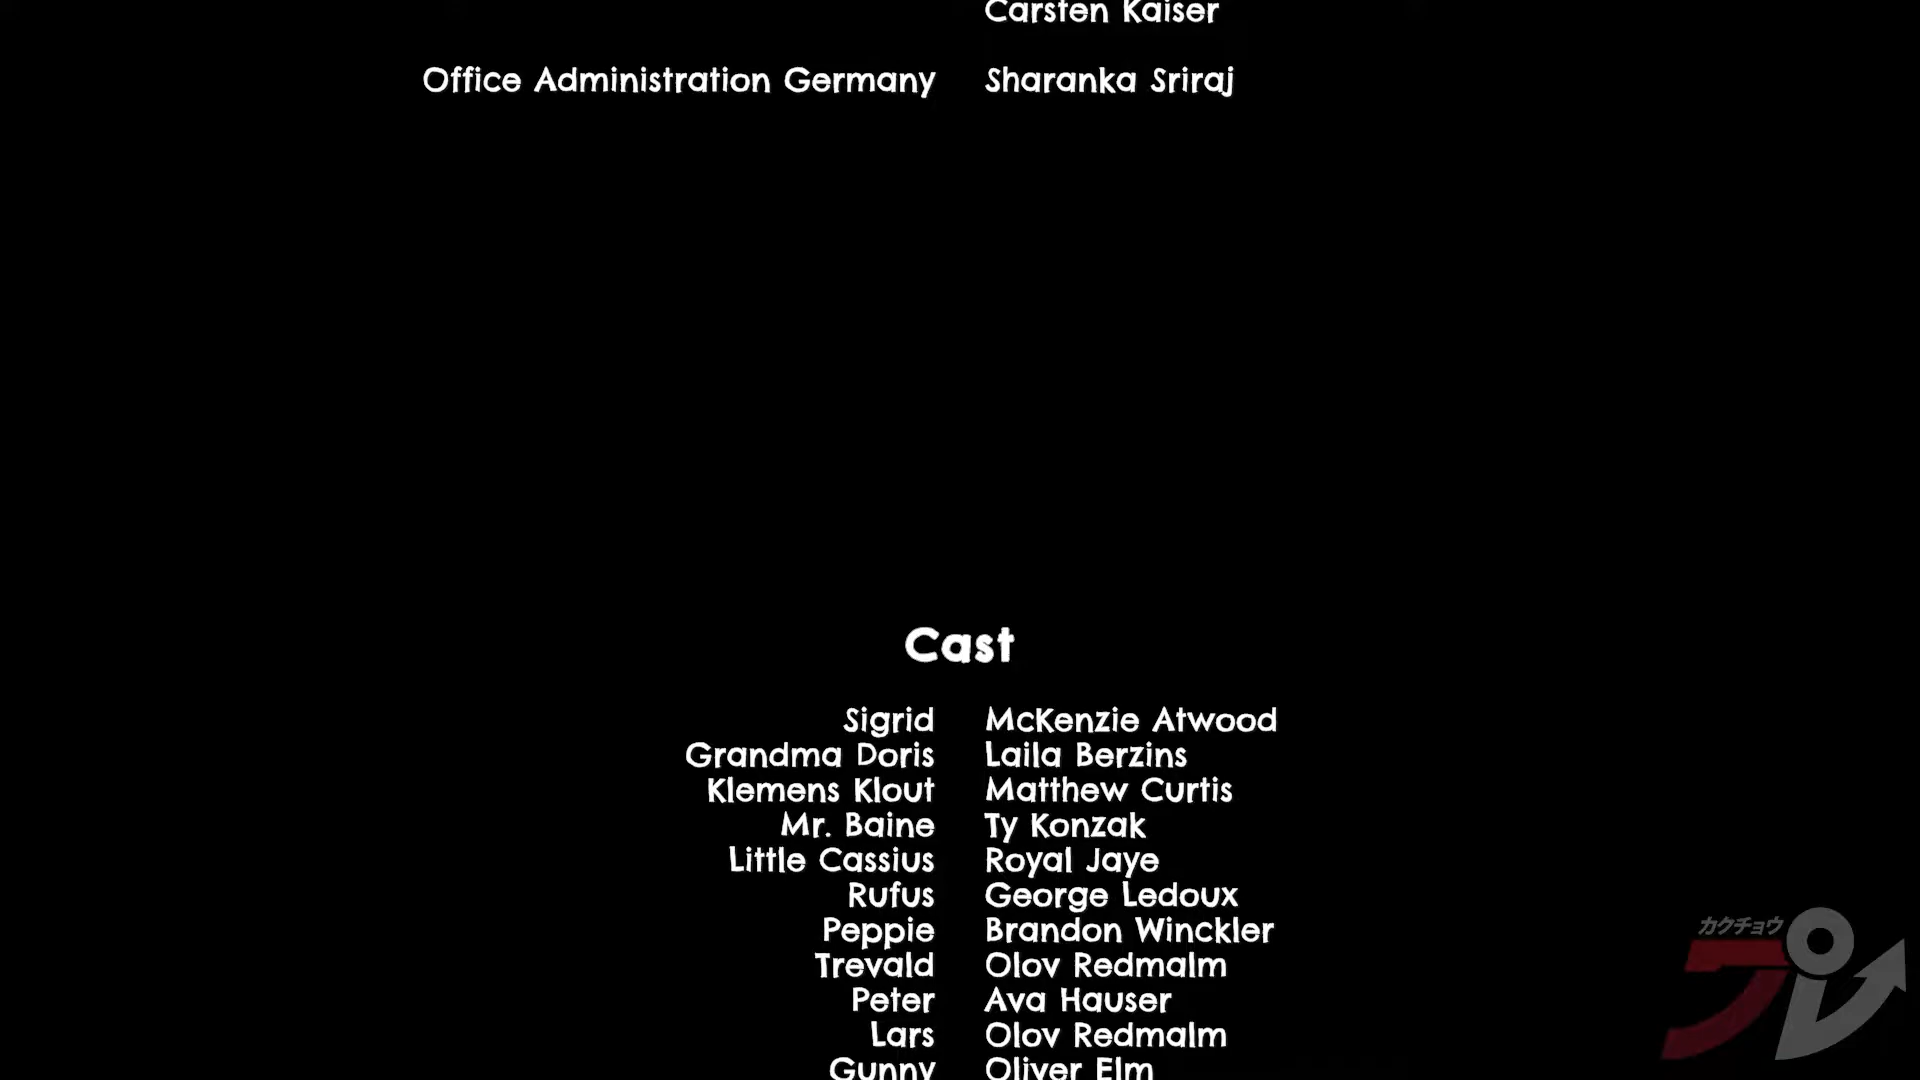 Carsten Kaiser
Office Administration Germany Sharanka Sriraj
Cast
Sigrid McKenzie Atwood
Grandma Doris Laila Berzins
Klemens Klout Matthew Curtis
Mr. Baine Ty Konzak
Little Cassius Royal Jaye
Rufus George Ledoux
Peppie Brandon Winckler
Trevald Olov Redmalm
Peter Ava Hauser
Lars Olov Redmalm
Gunny Oliver Elm
カクチョウ
プレ